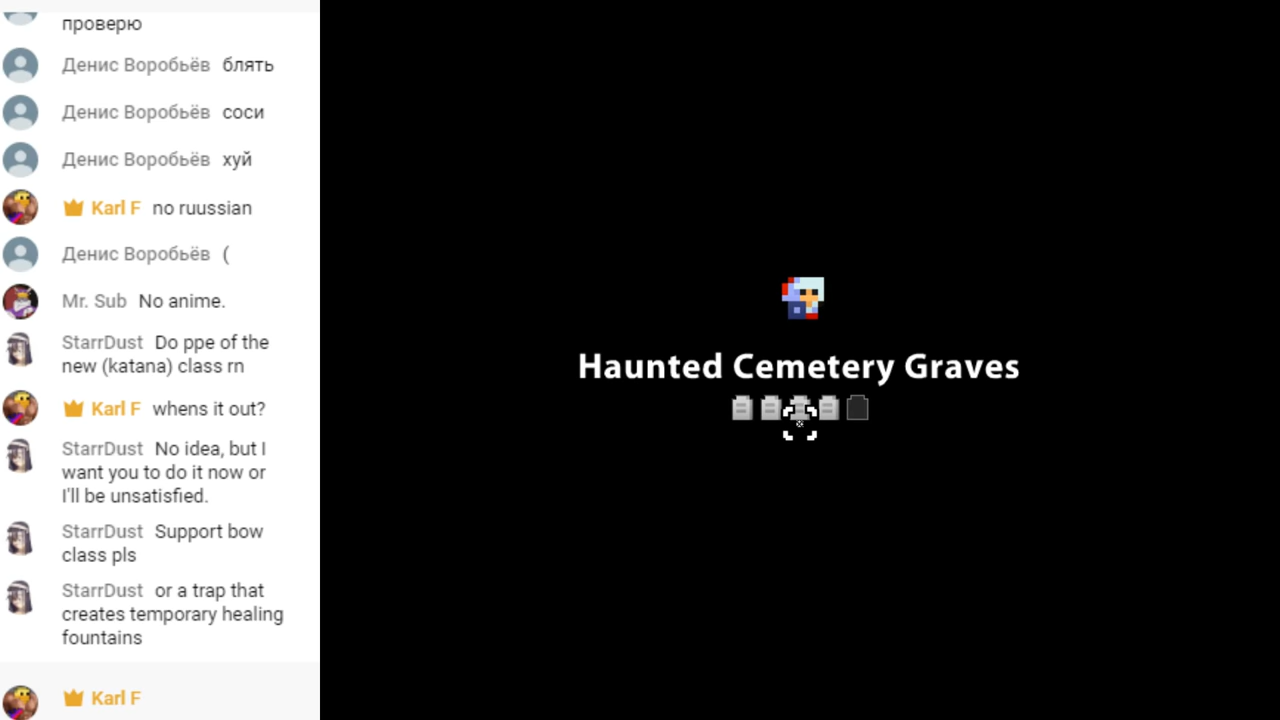 проверю
Денис Воробьёв блять
Денис Воробьёв соси
Денис Воробьёв хуй
Karl F no ruussian
Денис Воробьёв (
Mr. Sub No anime.
StarrDust Do ppe of the
new (katana) class rn
Karl F whens it out?
StarrDust No idea, but I
want you to do it now or
I'll be unsatisfied.
StarrDust Support bow
class pls
StarrDust or a trap that
creates temporary healing
fountains
Karl F
Haunted Cemetery Graves